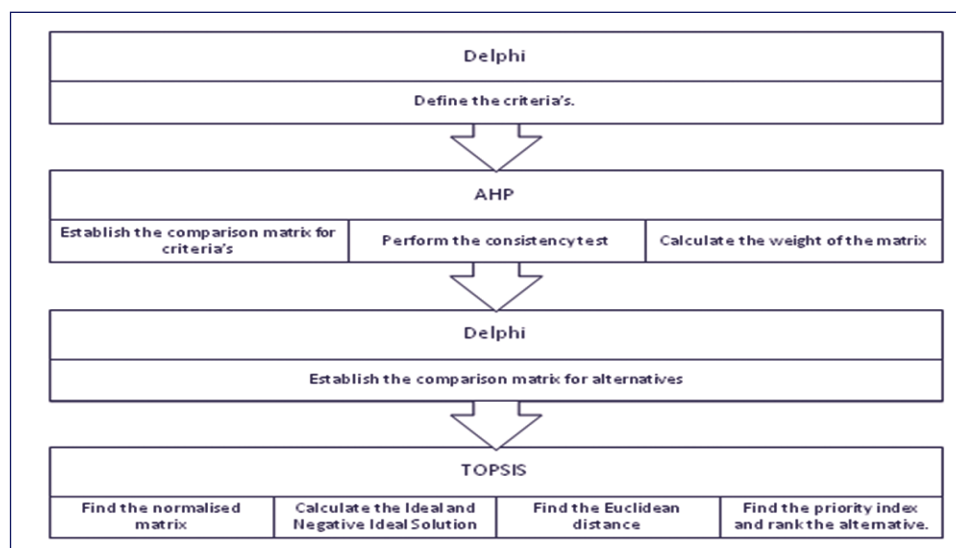 Delphi
Define the criteria's.
AHP
Establish the comparison matrix for
criteria's
Perform the consistency test
Calculate the weight of the matrix
Delphi
Establish the comparison matrix for alternatives
TOPSIS
Find the normalised
matrix
Calculate the Ideal and
Negative Ideal Solution
Find the Euclidean
distance
Find the priority index
and rank the alternative.